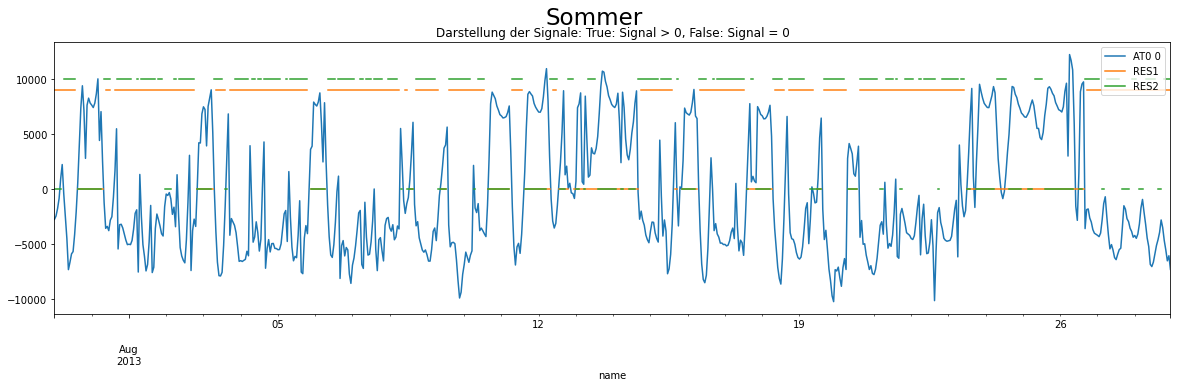 Sommer
Darstellung der Signale: True: Signal > 0, False: Signal = 0
10000
5000
0
−5000
−10000
AT0 0
RES1
RES2
05
12
19
26
Aug
2013
name